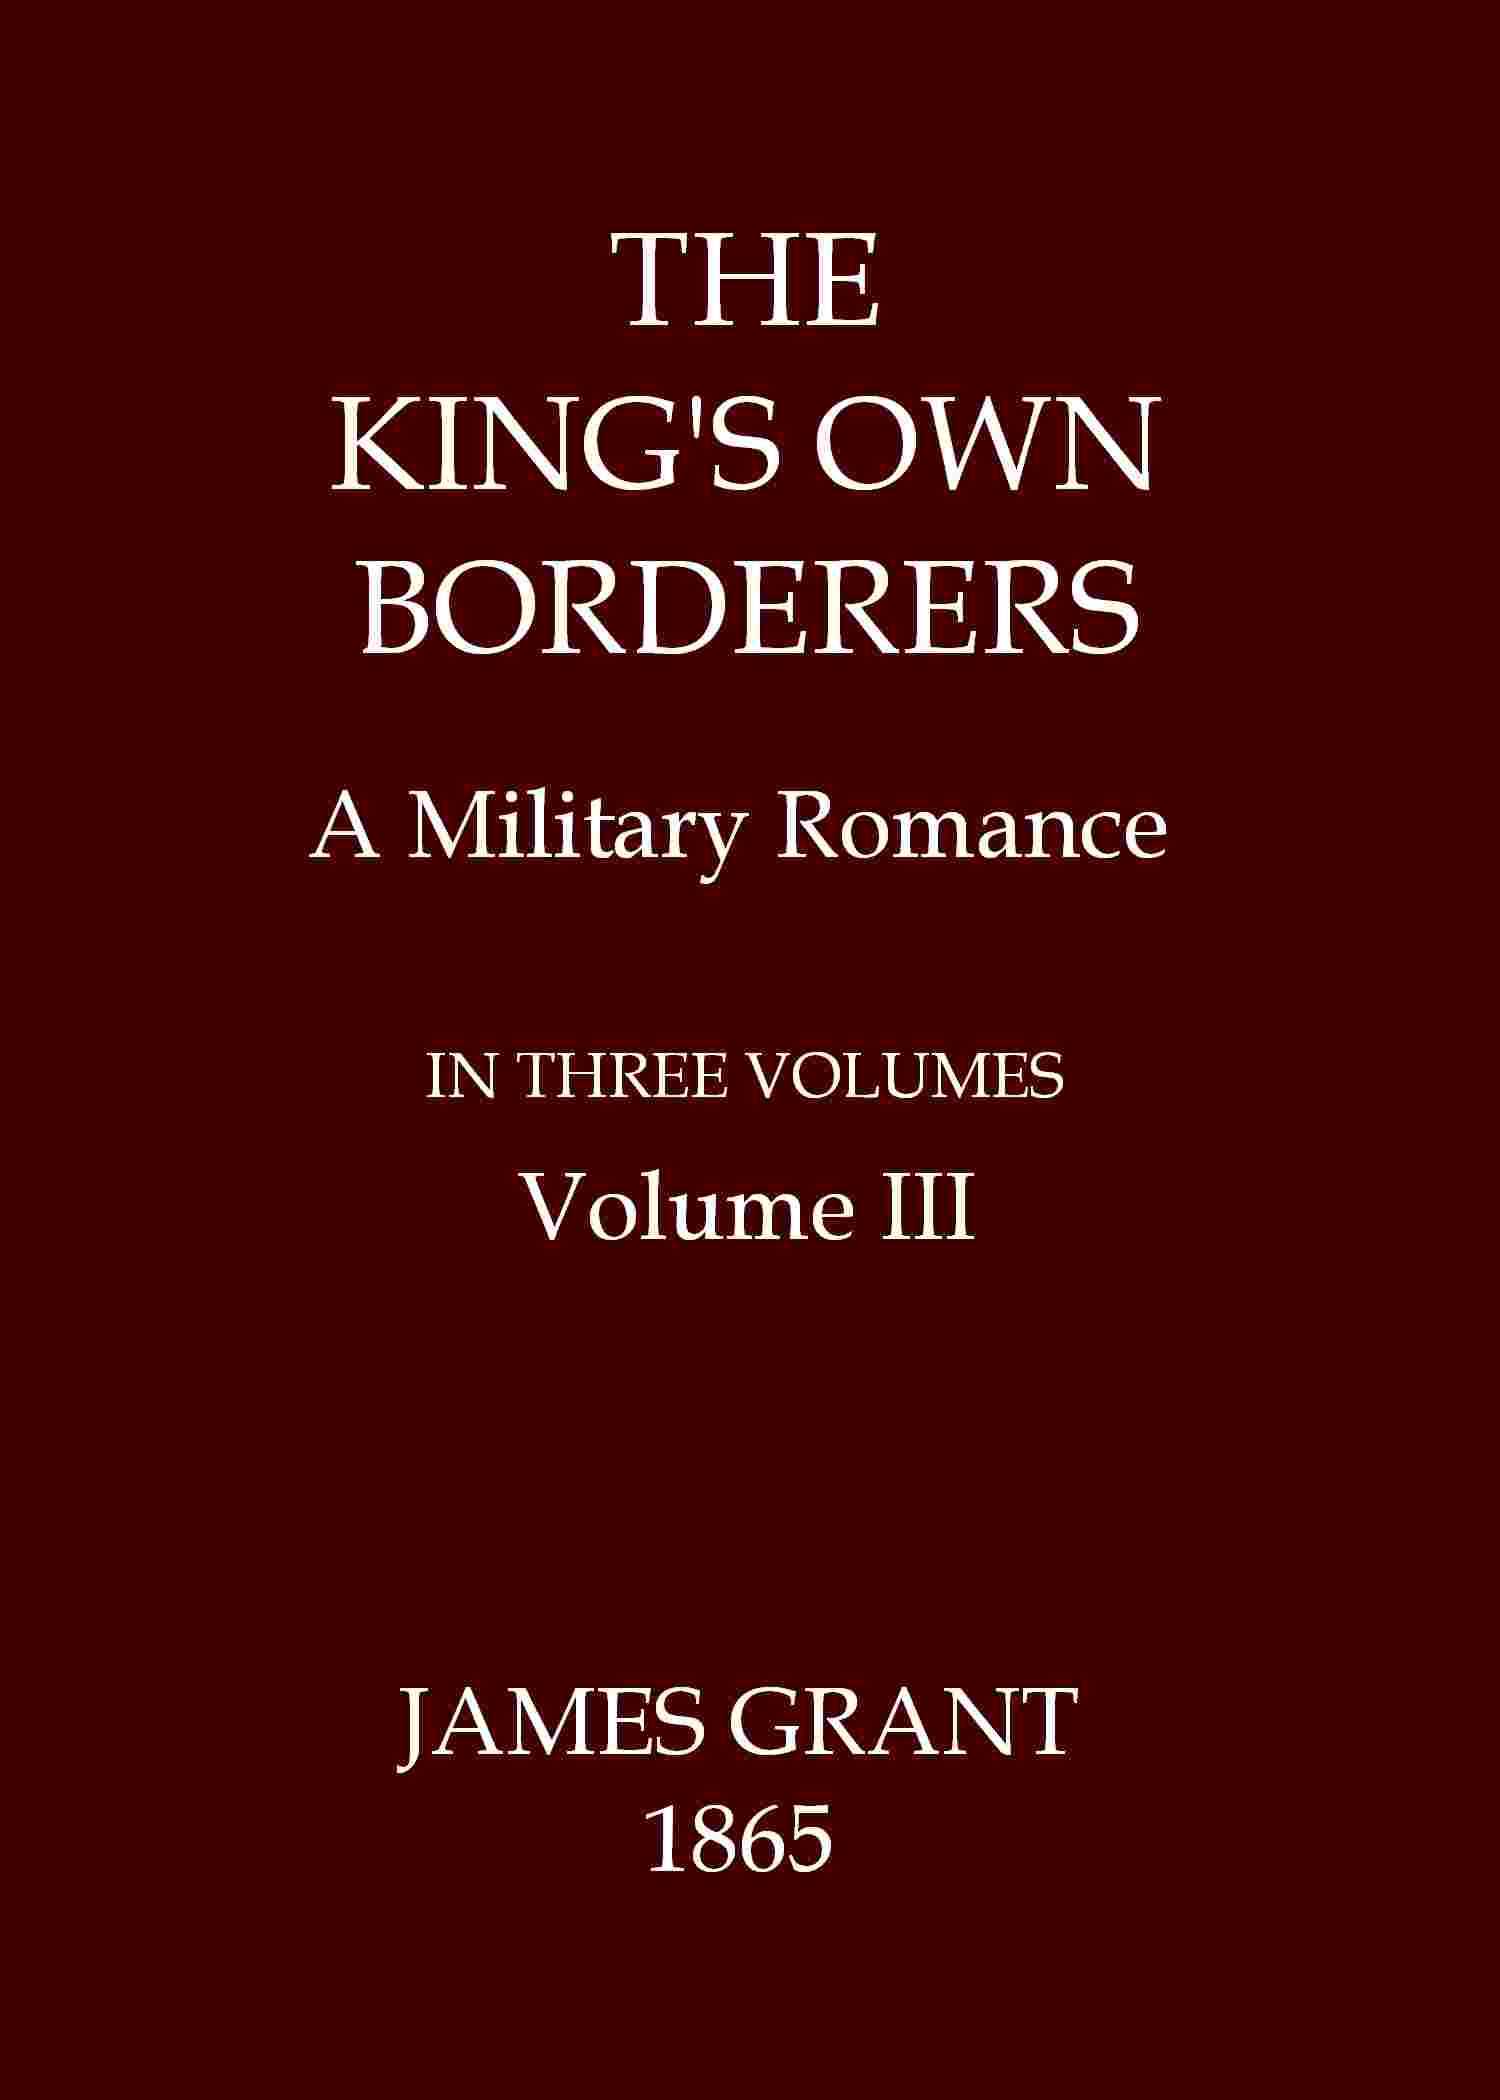 THE
KING'S OWN
BORDERERS
A Military Romance
IN THREE VOLUMES
Volume III
JAMES GRANT
1865